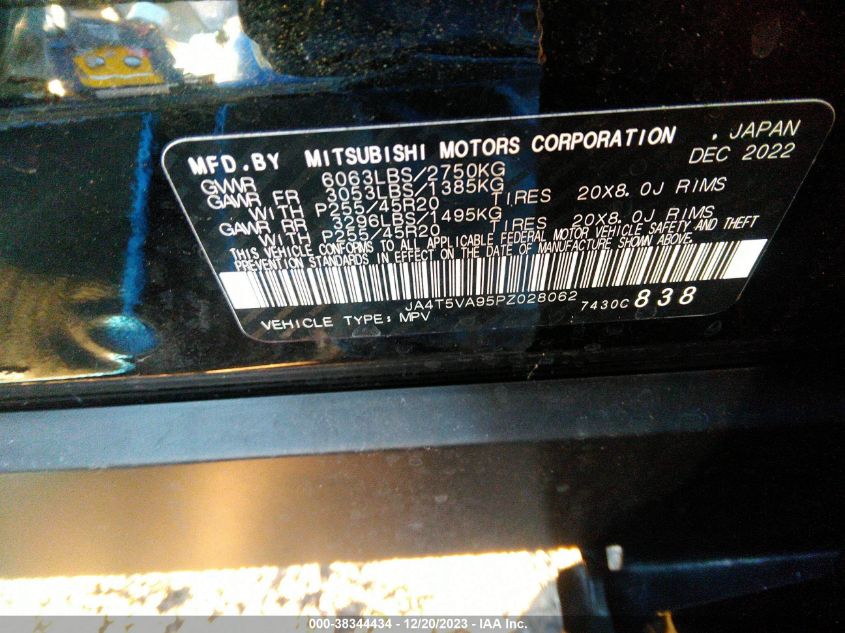 MFD.BY MITSUBISHI MOTORS CORPORATION . JAPAN
DEC 2022
GWWR 6063LBS/2750KG
GAWR FR 3053LBS/1385KG
WITH P255/45R20 TIRES 20X8.0J RIMS
GAWR RR 3296LBS/1495KG
WITH P255/45R20 TIRES 20X8.0J RIMS
THIS VEHICLE CONFORMS TO ALL APPLICABLE FEDERAL MOTOR VEHICLE SAFETY AND THEFT
PREVENTION STANDARDS IN EFFECT ON THE DATE OF MANUFACTURE SHOWN ABOVE.
JA4T5VA95PZ028062
VEHICLE TYPE: MPV 7430C 838
000-38344434 - 12/20/2023 - IAA Inc.